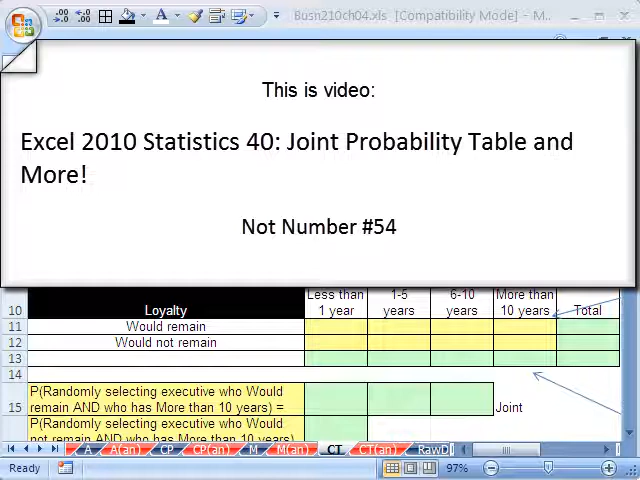 Busn210ch04.xls [Compatibility Mode] - M...
This is video:
Excel 2010 Statistics 40: Joint Probability Table and
More!
Not Number #54
10 Loyalty Less than 1 year 1-5 years 6-10 years More than 10 years Total
11 Would remain
12 Would not remain
13
14
P(Randomly selecting executive who Would
15 remain AND who has More than 10 years) = Joint
P(Randomly selecting executive who Would
not remain AND who has More than 10 years)
A A(an) CP CP(an) M M(an) CT CT(an) RawD
Ready 97%